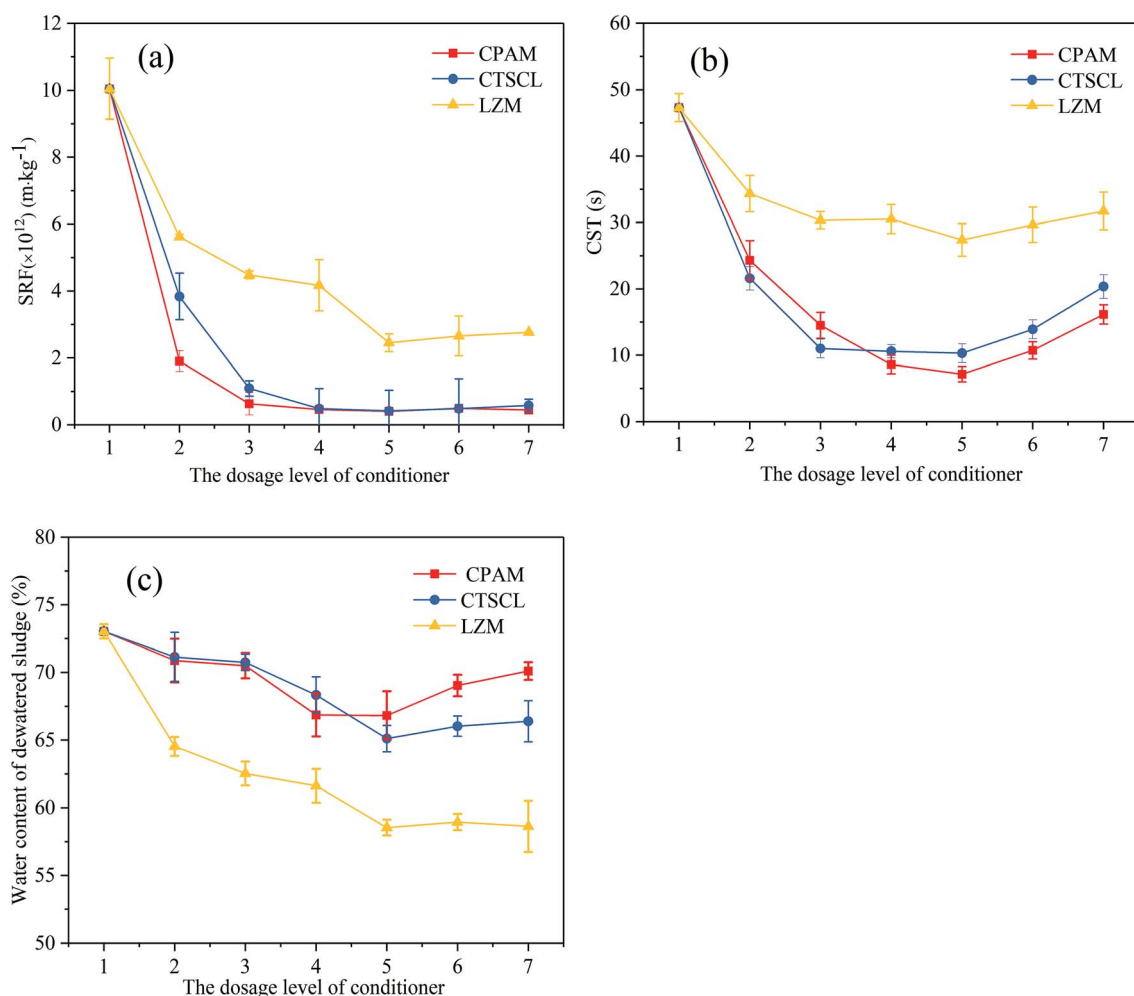 (a)
CPAM
CTSCL
LZM
SRF(×10¹²) (m·kg⁻¹)
12
10
8
6
4
2
0
1 2 3 4 5 6 7
The dosage level of conditioner
(b)
CPAM
CTSCL
LZM
CST (s)
60
50
40
30
20
10
0
1 2 3 4 5 6 7
The dosage level of conditioner
(c)
CPAM
CTSCL
LZM
Water content of dewatered sludge (%)
80
75
70
65
60
55
50
1 2 3 4 5 6 7
The dosage level of conditioner